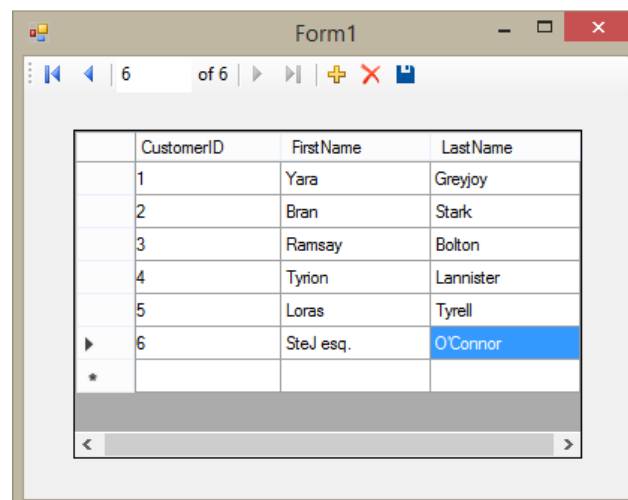 Form1
6 of 6
CustomerID FirstName LastName
1 Yara Greyjoy
2 Bran Stark
3 Ramsay Bolton
4 Tyrion Lannister
5 Loras Tyrell
6 SteJ esq. O'Connor